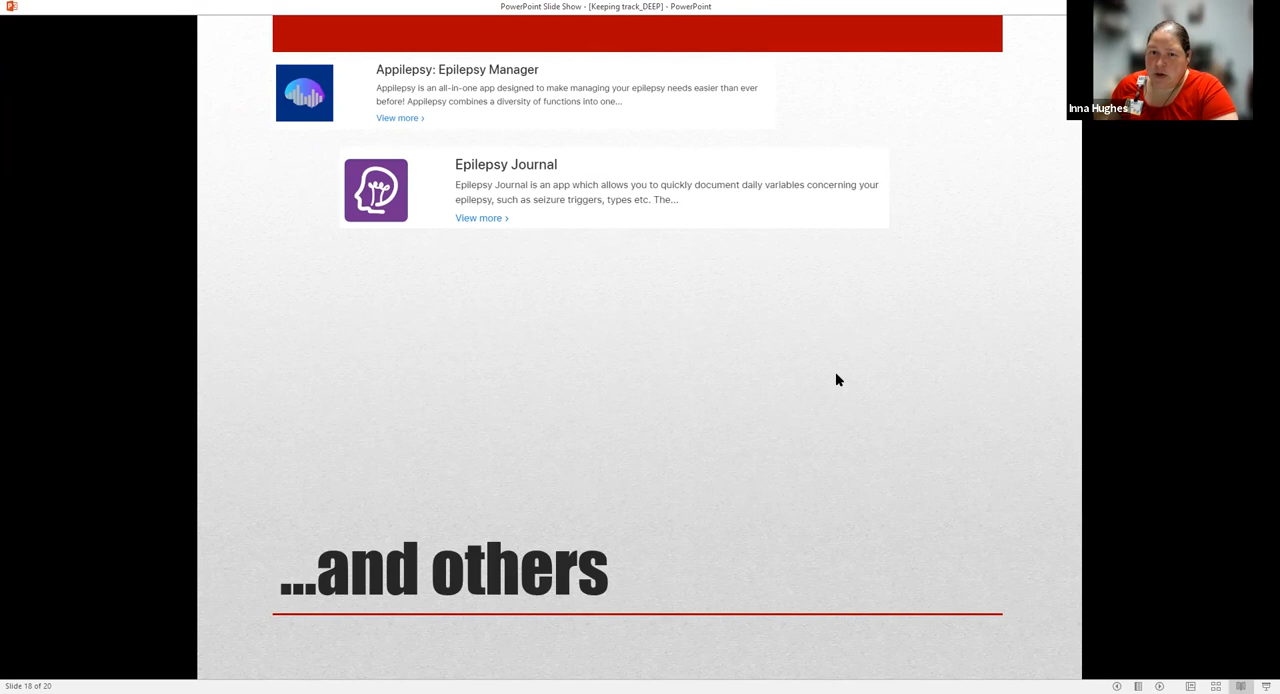 PowerPoint Slide Show - [Keeping track_DEEP] - PowerPoint
Inna Hughes
Appilepsy: Epilepsy Manager
Appilepsy is an all-in-one app designed to make managing your epilepsy needs easier than ever
before! Appilepsy combines a diversity of functions into one...
View more ›
Epilepsy Journal
Epilepsy Journal is an app which allows you to quickly document daily variables concerning your
epilepsy, such as seizure triggers, types etc. The...
View more ›
...and others
Slide 18 of 20